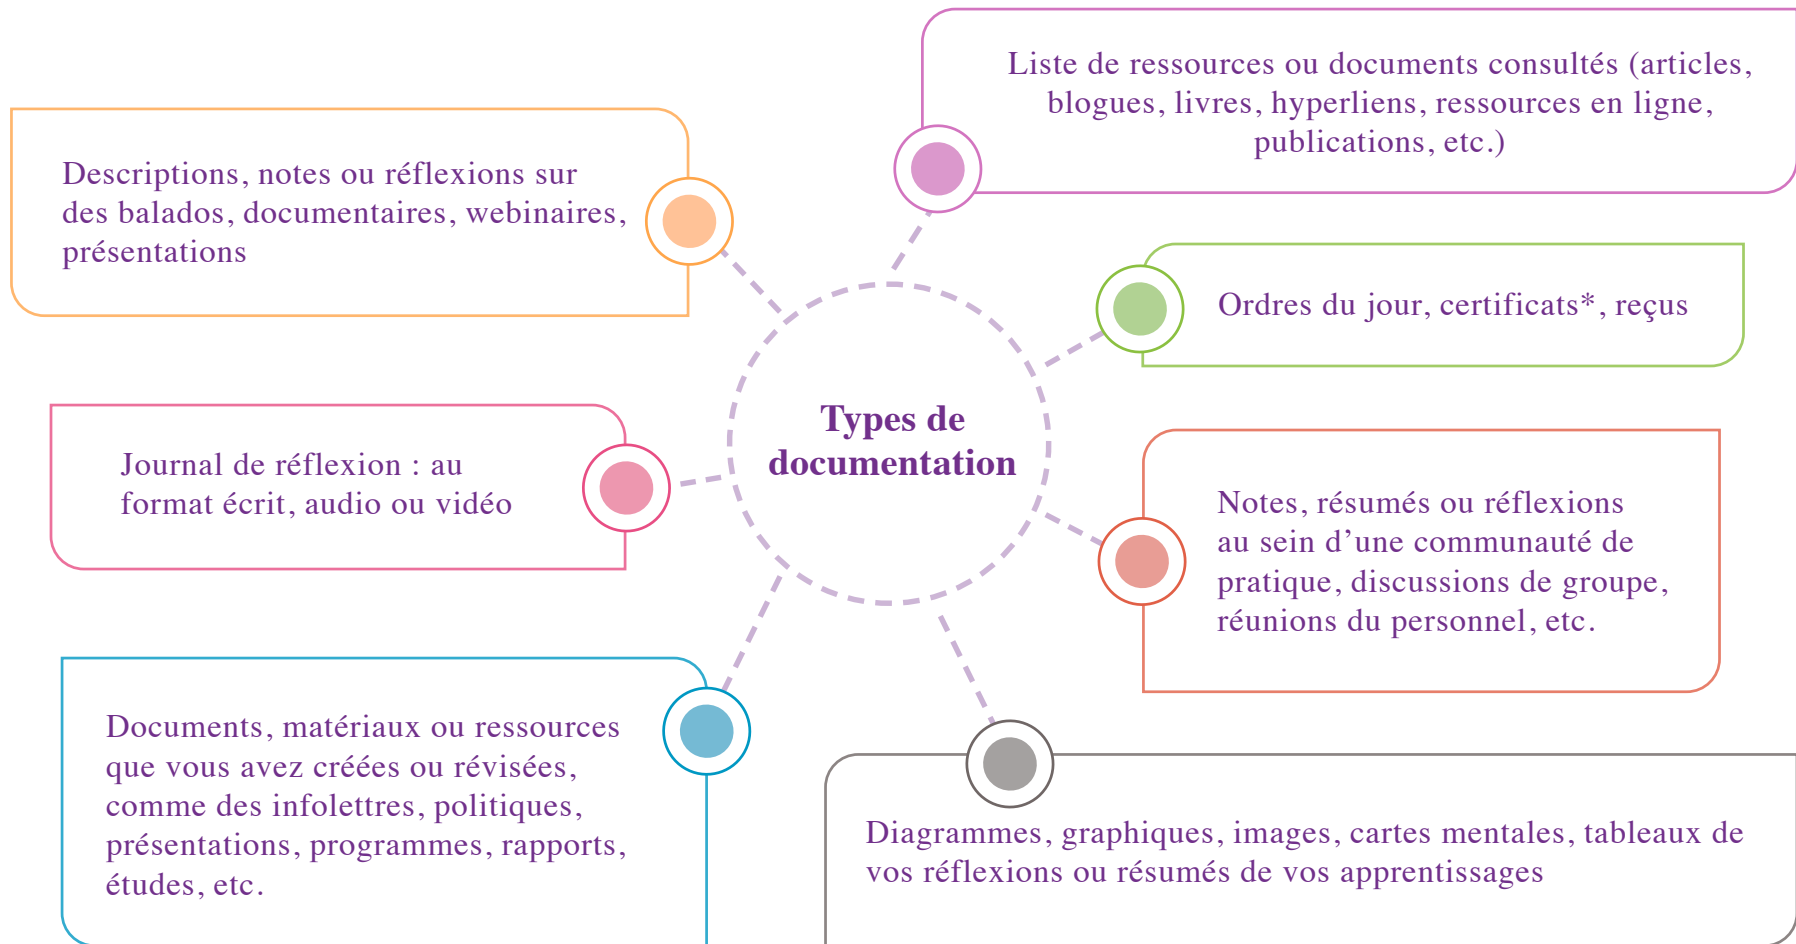 Types de
documentation
Liste de ressources ou documents consultés (articles,
blogues, livres, hyperliens, ressources en ligne,
publications, etc.)
Ordres du jour, certificats*, reçus
Notes, résumés ou réflexions
au sein d’une communauté de
pratique, discussions de groupe,
réunions du personnel, etc.
Diagrammes, graphiques, images, cartes mentales, tableaux de
vos réflexions ou résumés de vos apprentissages
Documents, matériaux ou ressources
que vous avez créées ou révisées,
comme des infolettres, politiques,
présentations, programmes, rapports,
études, etc.
Journal de réflexion : au
format écrit, audio ou vidéo
Descriptions, notes ou réflexions sur
des balados, documentaires, webinaires,
présentations